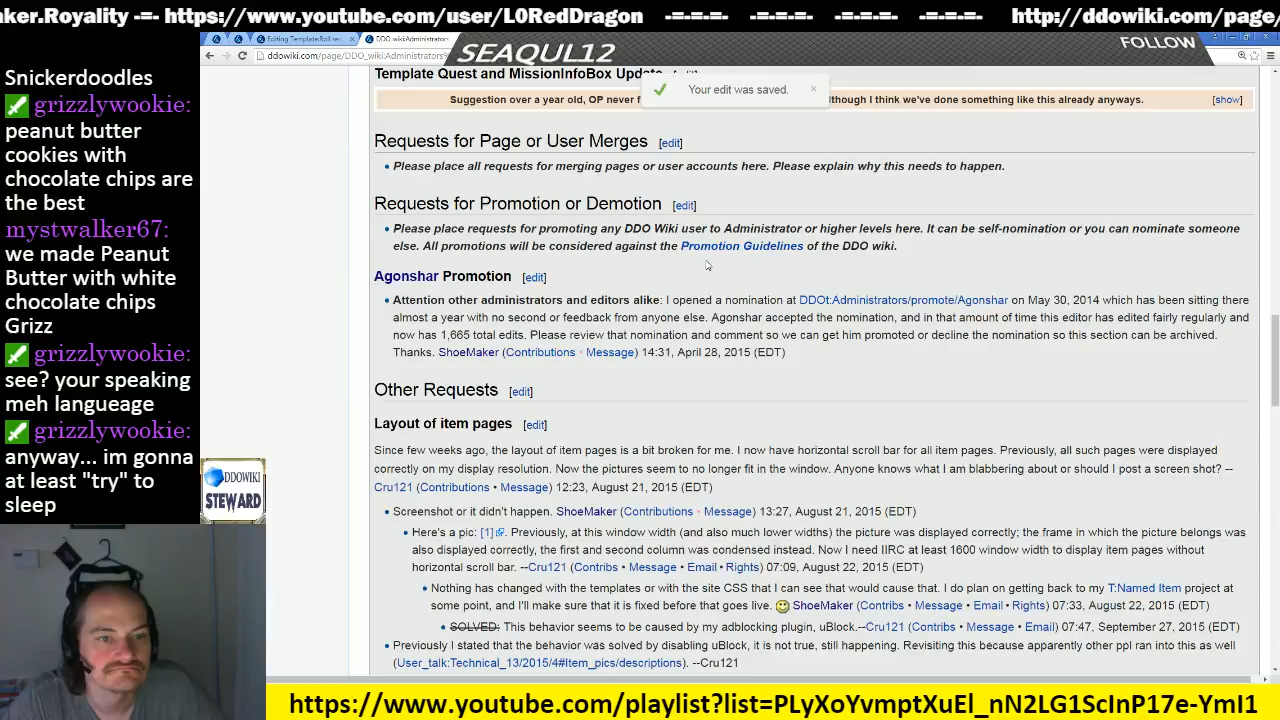 aker.Royality -=- https://www.youtube.com/user/L0RedDragon -=-=-=- -=-=-=- -=-=-=- -=-=-=- http://ddowiki.com/page/
Editing Template:Roll res
DDO wiki:Administrators
SEAQUL12
FOLLOW
ddowiki.com/page/DDO_wiki:Administrators
Snickerdoodles
grizzlywookie:
peanut butter
cookies with
chocolate chips are
the best
mystwalker67:
we made Peanut
Butter with white
chocolate chips
Grizz
grizzlywookie:
see? your speaking
meh langueage
grizzlywookie:
anyway... im gonna
at least "try" to
sleep
DDOWIKI
STEWARD
Template Quest and MissionInfoBox Update [edit]
Your edit was saved. ×
Suggestion over a year old, OP never though I think we've done something like this already anyways. [show]
Requests for Page or User Merges [edit]
• Please place all requests for merging pages or user accounts here. Please explain why this needs to happen.
Requests for Promotion or Demotion [edit]
• Please place requests for promoting any DDO Wiki user to Administrator or higher levels here. It can be self-nomination or you can nominate someone
else. All promotions will be considered against the Promotion Guidelines of the DDO wiki.
Agonshar Promotion [edit]
• Attention other administrators and editors alike: I opened a nomination at DDOt:Administrators/promote/Agonshar on May 30, 2014 which has been sitting there
almost a year with no second or feedback from anyone else. Agonshar accepted the nomination, and in that amount of time this editor has edited fairly regularly and
now has 1,665 total edits. Please review that nomination and comment so we can get him promoted or decline the nomination so this section can be archived.
Thanks. ShoeMaker (Contributions • Message) 14:31, April 28, 2015 (EDT)
Other Requests [edit]
Layout of item pages [edit]
Since few weeks ago, the layout of item pages is a bit broken for me. I now have horizontal scroll bar for all item pages. Previously, all such pages were displayed
correctly on my display resolution. Now the pictures seem to no longer fit in the window. Anyone knows what I am blabbering about or should I post a screen shot? --
Cru121 (Contributions • Message) 12:23, August 21, 2015 (EDT)
• Screenshot or it didn't happen. ShoeMaker (Contributions • Message) 13:27, August 21, 2015 (EDT)
• Here's a pic: [1]. Previously, at this window width (and also much lower widths) the picture was displayed correctly; the frame in which the picture belongs was
also displayed correctly, the first and second column was condensed instead. Now I need IIRC at least 1600 window width to display item pages without
horizontal scroll bar. --Cru121 (Contribs • Message • Email • Rights) 07:09, August 22, 2015 (EDT)
• Nothing has changed with the templates or with the site CSS that I can see that would cause that. I do plan on getting back to my T:Named Item project at
some point, and I'll make sure that it is fixed before that goes live. ShoeMaker (Contribs • Message • Email • Rights) 07:33, August 22, 2015 (EDT)
• SOLVED: This behavior seems to be caused by my adblocking plugin, uBlock.--Cru121 (Contribs • Message • Email) 07:47, September 27, 2015 (EDT)
• Previously I stated that the behavior was solved by disabling uBlock, it is not true, still happening. Revisiting this because apparently other ppl ran into this as well
(User_talk:Technical_13/2015/4#Item_pics/descriptions). --Cru121
https://www.youtube.com/playlist?list=PLyXoYvmptXuEl_nN2LG1ScInP17e-YmI1